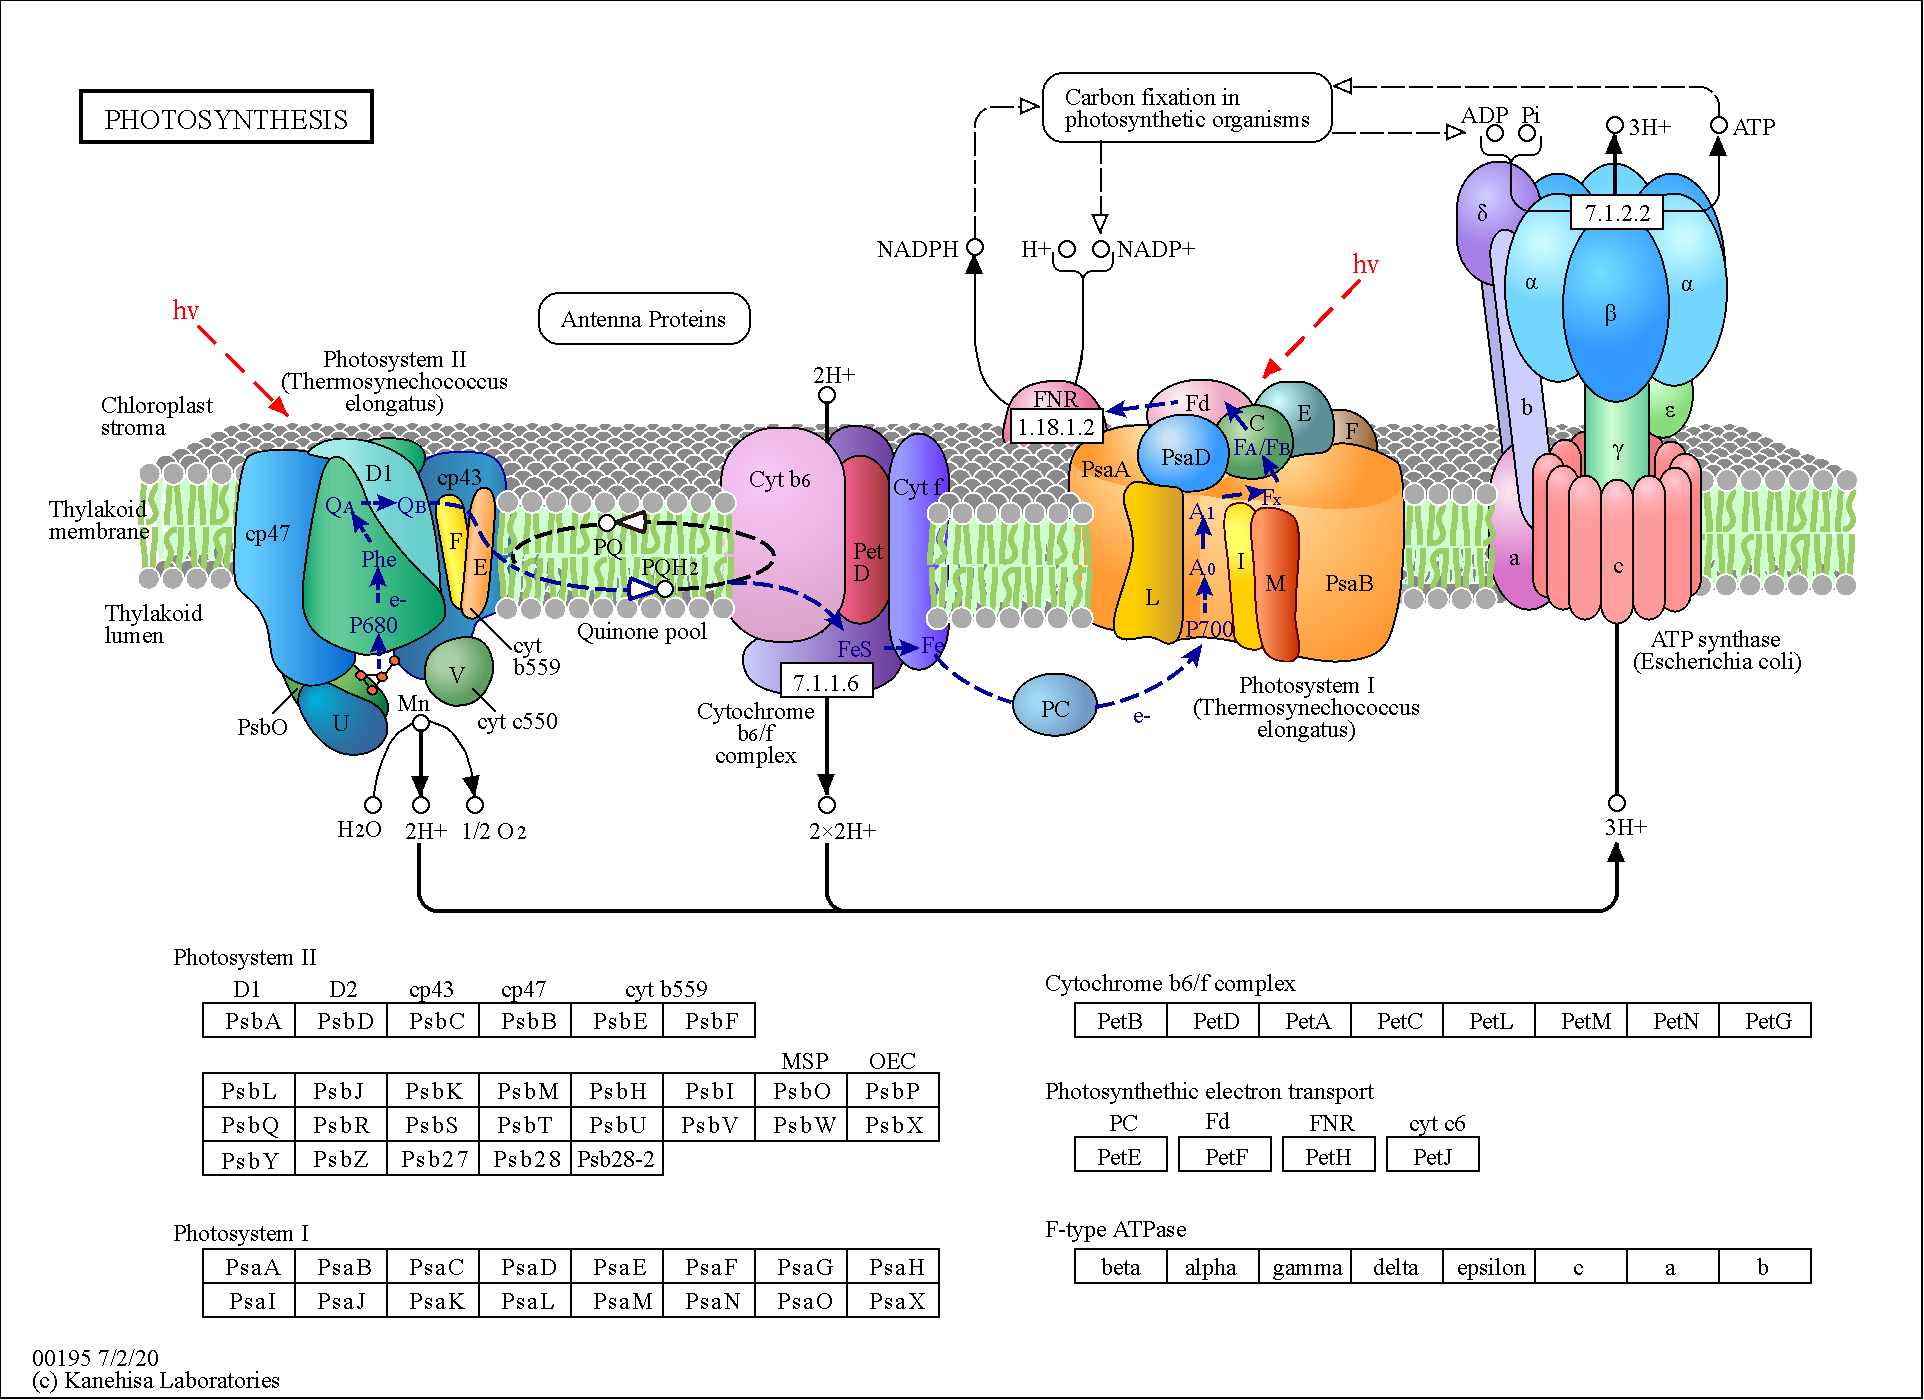 PHOTOSYNTHESIS
Carbon fixation in
photosynthetic organisms
ADP Pi
3H+
ATP
7.1.2.2
δ
α
β
α
b
ε
γ
a
c
NADPH
H+
NADP+
hν
hν
Antenna Proteins
Photosystem II
(Thermosynechococcus
elongatus)
Chloroplast
stroma
Thylakoid
membrane
Thylakoid
lumen
2H+
FNR
1.18.1.2
Fd
C
E
F
FA/FB
PsaA
PsaD
Fx
A1
A0
P700
L
I
M
PsaB
D1
cp43
cp47
QA
QB
Phe
e-
P680
F
E
V
U
PsbO
Mn
cyt
b559
cyt c550
PQ
PQH2
Quinone pool
Cyt b6
Cyt f
Pet
D
FeS
Fe
7.1.1.6
Cytochrome
b6/f
complex
PC
e-
Photosystem I
(Thermosynechococcus
elongatus)
ATP synthase
(Escherichia coli)
H2O
2H+
1/2 O2
2×2H+
3H+
Photosystem II
D1 D2 cp43 cp47 cyt b559
PsbA PsbD PsbC PsbB PsbE PsbF
MSP OEC
PsbL PsbJ PsbK PsbM PsbH PsbI PsbO PsbP
PsbQ PsbR PsbS PsbT PsbU PsbV PsbW PsbX
PsbY PsbZ Psb27 Psb28 Psb28-2
Photosystem I
PsaA PsaB PsaC PsaD PsaE PsaF PsaG PsaH
PsaI PsaJ PsaK PsaL PsaM PsaN PsaO PsaX
Cytochrome b6/f complex
PetB PetD PetA PetC PetL PetM PetN PetG
Photosynthethic electron transport
PC Fd FNR cyt c6
PetE PetF PetH PetJ
F-type ATPase
beta alpha gamma delta epsilon c a b
00195 7/2/20
(c) Kanehisa Laboratories